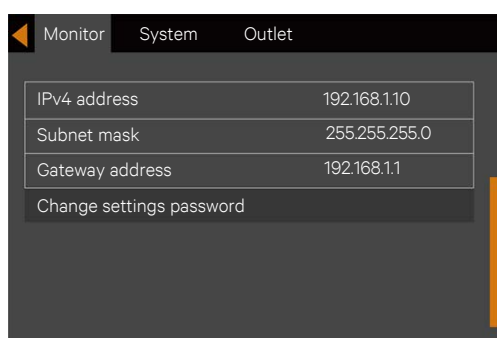 Monitor System Outlet
IPv4 address 192.168.1.10
Subnet mask 255.255.255.0
Gateway address 192.168.1.1
Change settings password